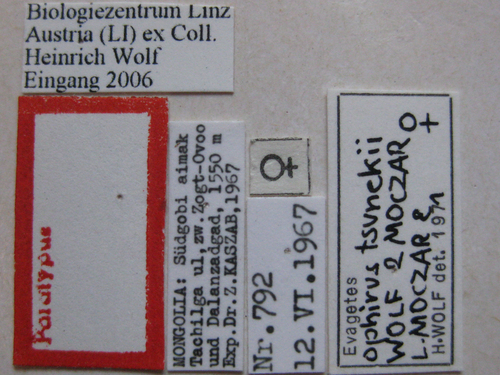 Biologiezentrum Linz
Austria (LI) ex Coll.
Heinrich Wolf
Eingang 2006
Paratypus
MONGOLIA: Südgobi aimak
Tachilga ul, zw. Zogt-Ovoo
und Dalanzadgad, 1550 m
Exp. Dr. Z. KASZAB, 1967
♀
Nr. 792
12.VI.1967
Evagetes
ophirus tsunekii
WOLF & MOCZAR ♀
L. MOCZAR &
H. WOLF det. 1971